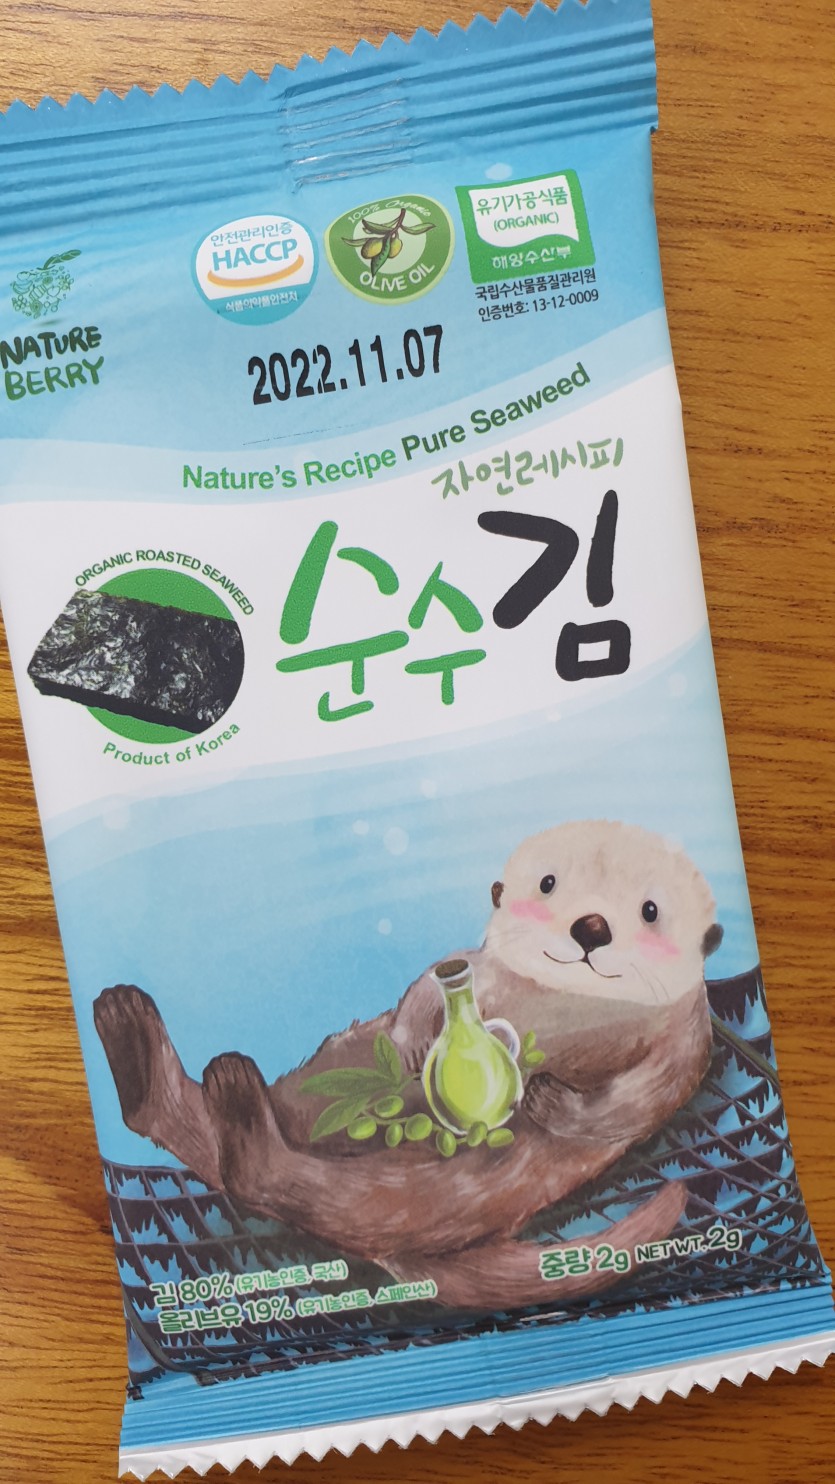 안전관리인증
HACCP
식품의약품안전처
100% Organic
OLIVE OIL
유기가공식품
(ORGANIC)
해양수산부
국립수산물품질관리원
인증번호: 13-12-0009
NATURE
BERRY
2022.11.07
Nature's Recipe Pure Seaweed
자연레시피
순수김
ORGANIC ROASTED SEAWEED
Product of Korea
중량 2g NET WT. 2g
김 80% (유기농인증, 국산)
올리브유 19% (유기농인증, 스페인산)